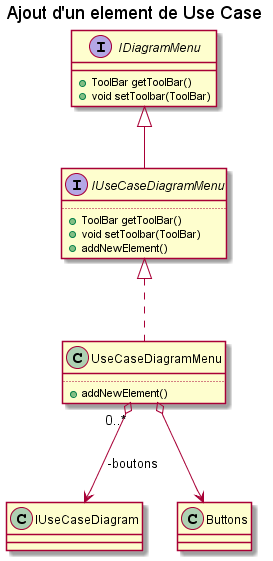 Ajout d'un element de Use Case
I IDiagramMenu
ToolBar getToolBar()
void setToolbar(ToolBar)
I IUseCaseDiagramMenu
ToolBar getToolBar()
void setToolbar(ToolBar)
addNewElement()
C UseCaseDiagramMenu
addNewElement()
0..*
-boutons
C IUseCaseDiagram
C Buttons